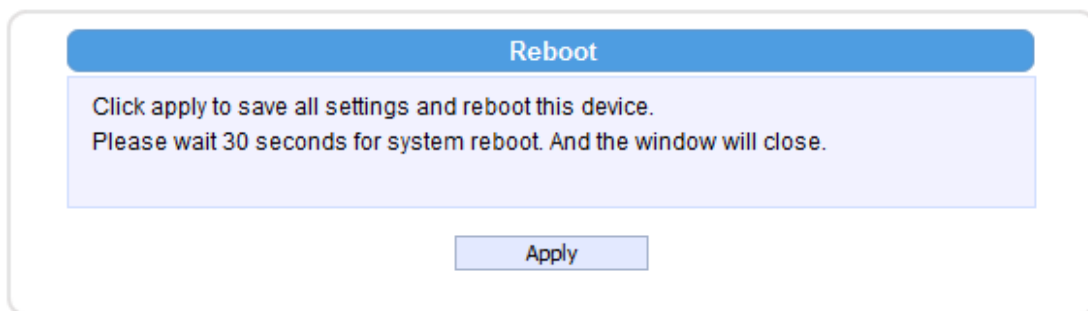 Reboot
Click apply to save all settings and reboot this device.
Please wait 30 seconds for system reboot. And the window will close.
Apply